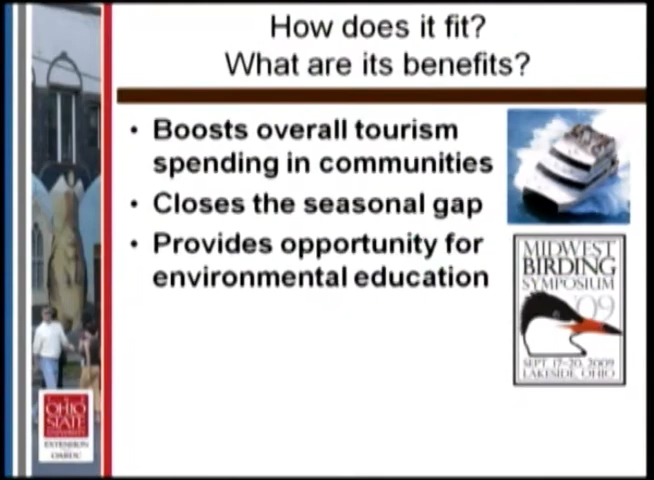 How does it fit?
What are its benefits?
• Boosts overall tourism
spending in communities
• Closes the seasonal gap
• Provides opportunity for
environmental education
MIDWEST
BIRDING
SYMPOSIUM
'09
SEPT. 17-20, 2009
LAKESIDE, OHIO
OHIO
STATE
EXTENSION
OARDC